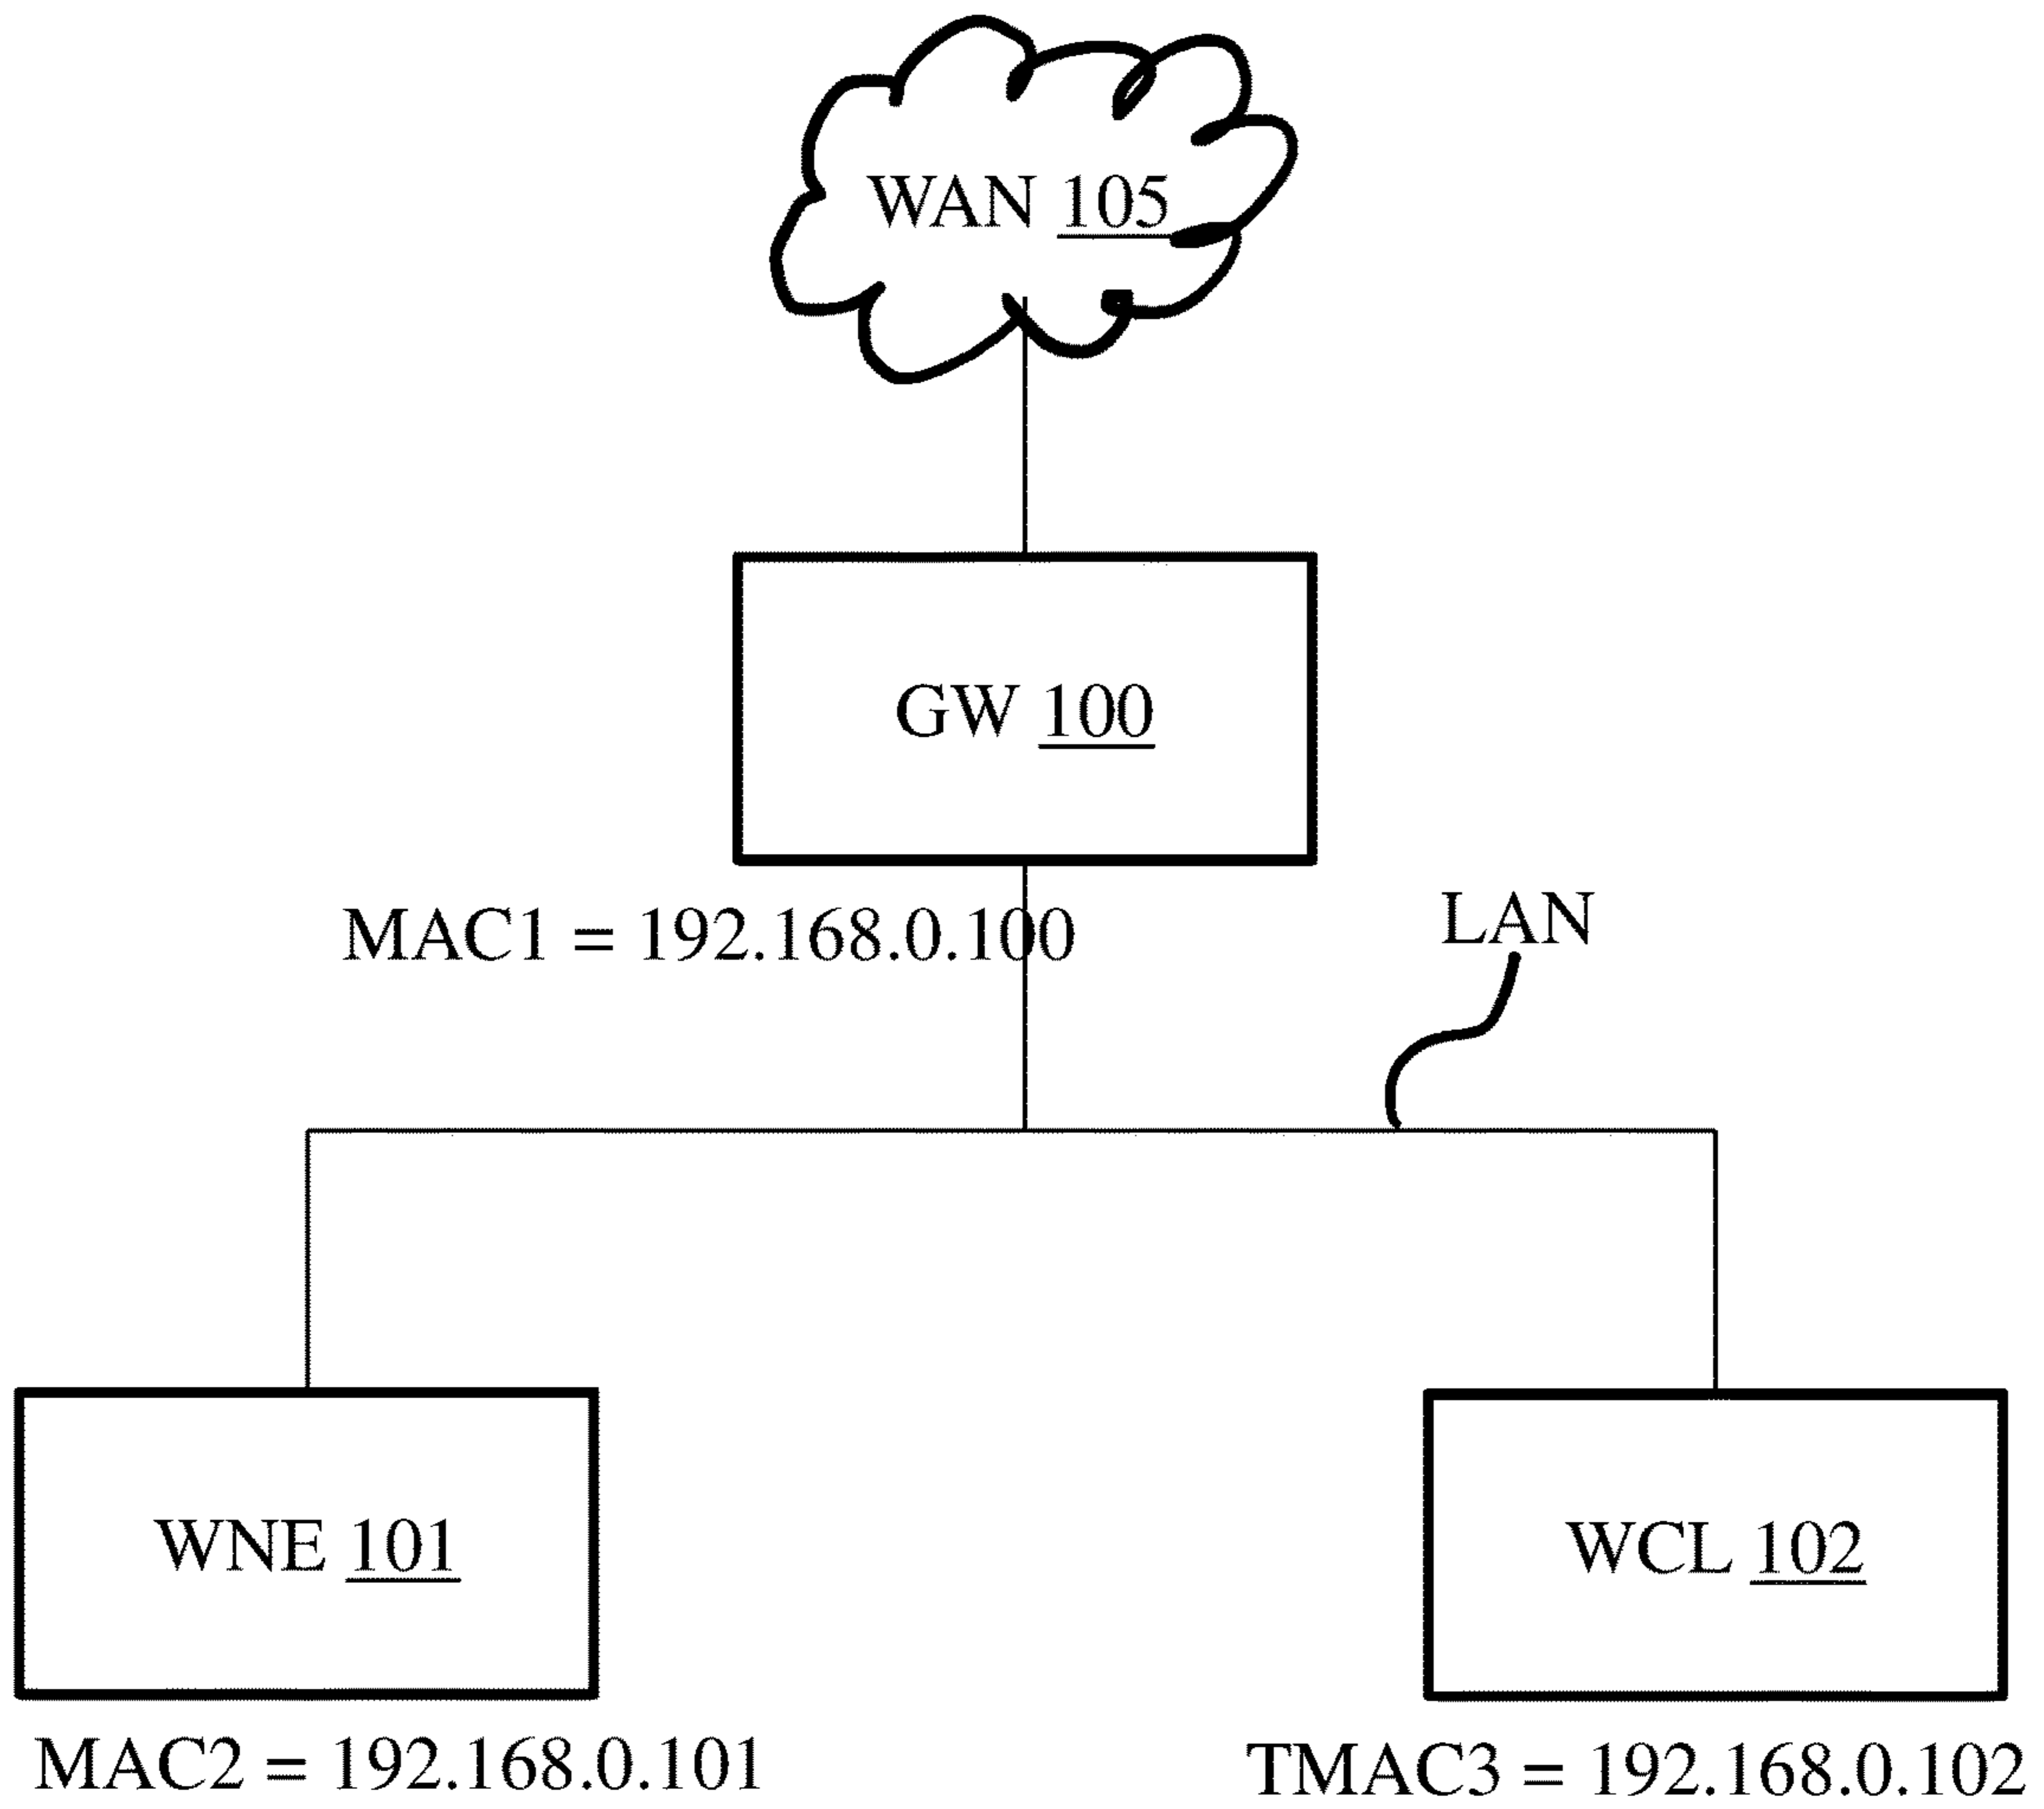 WAN 105
GW 100
MAC1 = 192.168.0.100
LAN
WNE 101
WCL 102
MAC2 = 192.168.0.101
TMAC3 = 192.168.0.102